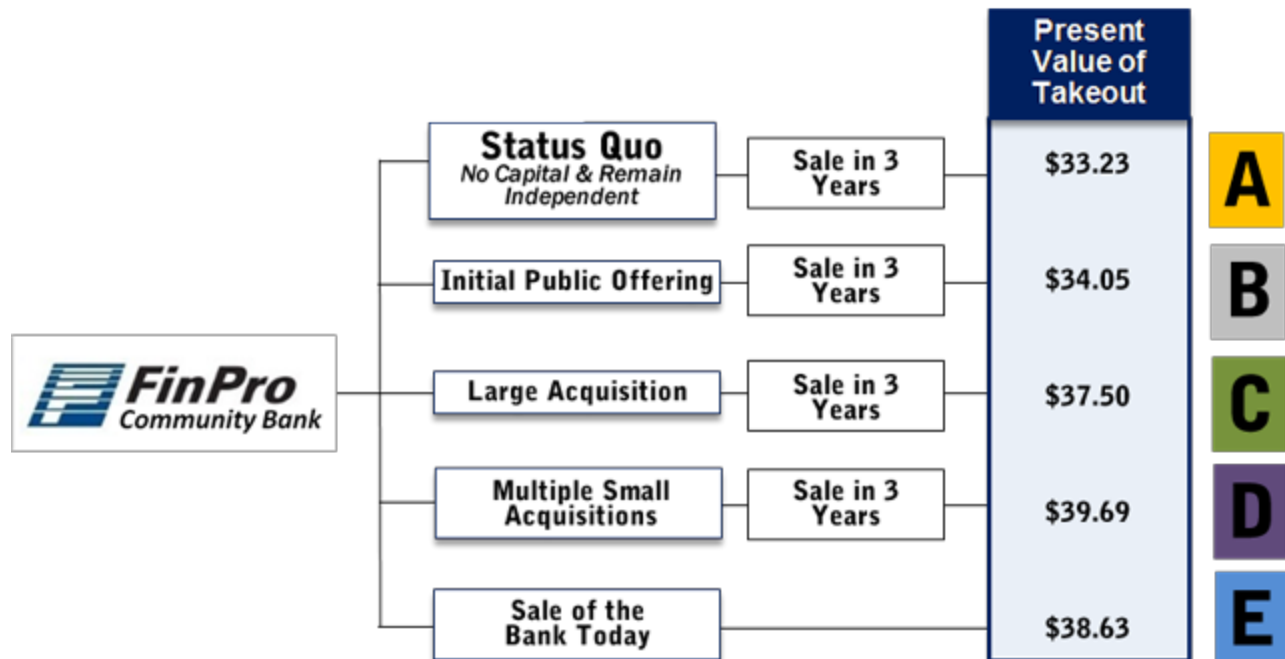 Present
Value of
Takeout
Status Quo
No Capital & Remain
Independent
Sale in 3
Years
$33.23
A
Initial Public Offering
Sale in 3
Years
$34.05
B
FinPro
Community Bank
Large Acquisition
Sale in 3
Years
$37.50
C
Multiple Small
Acquisitions
Sale in 3
Years
$39.69
D
Sale of the
Bank Today
$38.63
E